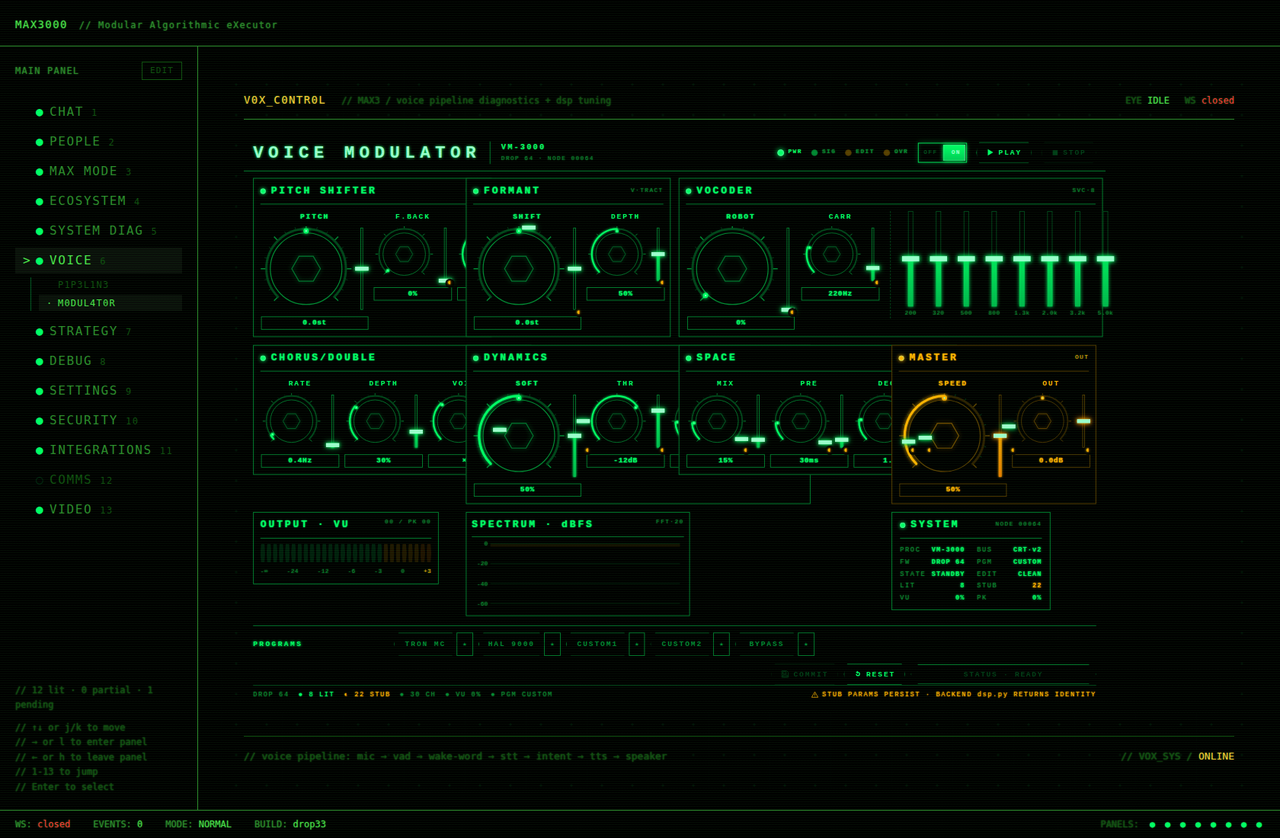 MAX3000 // Modular Algorithmic eXecutor
MAIN PANEL EDIT
CHAT 1
PEOPLE 2
MAX MODE 3
ECOSYSTEM 4
SYSTEM DIAG 5
> VOICE 6
P1P3L1N3
· M0DUL4T0R
STRATEGY 7
DEBUG 8
SETTINGS 9
SECURITY 10
INTEGRATIONS 11
COMMS 12
VIDEO 13
// 12 lit · 0 partial · 1
pending
// ↑↓ or j/k to move
// → or l to enter panel
// ← or h to leave panel
// 1-13 to jump
// Enter to select
V0X_C0NTR0L // MAX3 / voice pipeline diagnostics + dsp tuning EYE IDLE WS closed
VOICE MODULATOR VM-3000
DROP 64 · NODE 00064
PWR SIG EDIT OVR OFF ON ▶ PLAY ■ STOP
PITCH SHIFTER
PITCH F.BACK
0%
0.0st
FORMANT V-TRACT
SHIFT DEPTH
50%
0.0st
VOCODER SVC-8
ROBOT CARR
220Hz
0%
200 320 500 800 1.3k 2.0k 3.2k 5.0k
CHORUS/DOUBLE
RATE DEPTH VOI
0.4Hz 30%
DYNAMICS
SOFT THR
-12dB
50%
SPACE
MIX PRE DEC
15% 30ms 1.
MASTER OUT
SPEED OUT
0.0dB
50%
OUTPUT · VU 00 / PK 00
-∞ -24 -12 -6 -3 0 +3
SPECTRUM · dBFS FFT-28
0
-20
-40
-60
SYSTEM NODE 00064
PROC VM-3000 BUS CRT·v2
FW DROP 64 PGM CUSTOM
STATE STANDBY EDIT CLEAN
LIT 8 STUB 22
VU 0% PK 0%
PROGRAMS TRON MC HAL 9000 CUSTOM1 CUSTOM2 BYPASS
COMMIT RESET STATUS · READY
DROP 64 8 LIT 22 STUB 30 CH VU 0% PGM CUSTOM ⚠ STUB PARAMS PERSIST · BACKEND dsp.py RETURNS IDENTITY
// voice pipeline: mic → vad → wake-word → stt → intent → tts → speaker // VOX_SYS / ONLINE
WS: closed EVENTS: 0 MODE: NORMAL BUILD: drop33 PANELS: